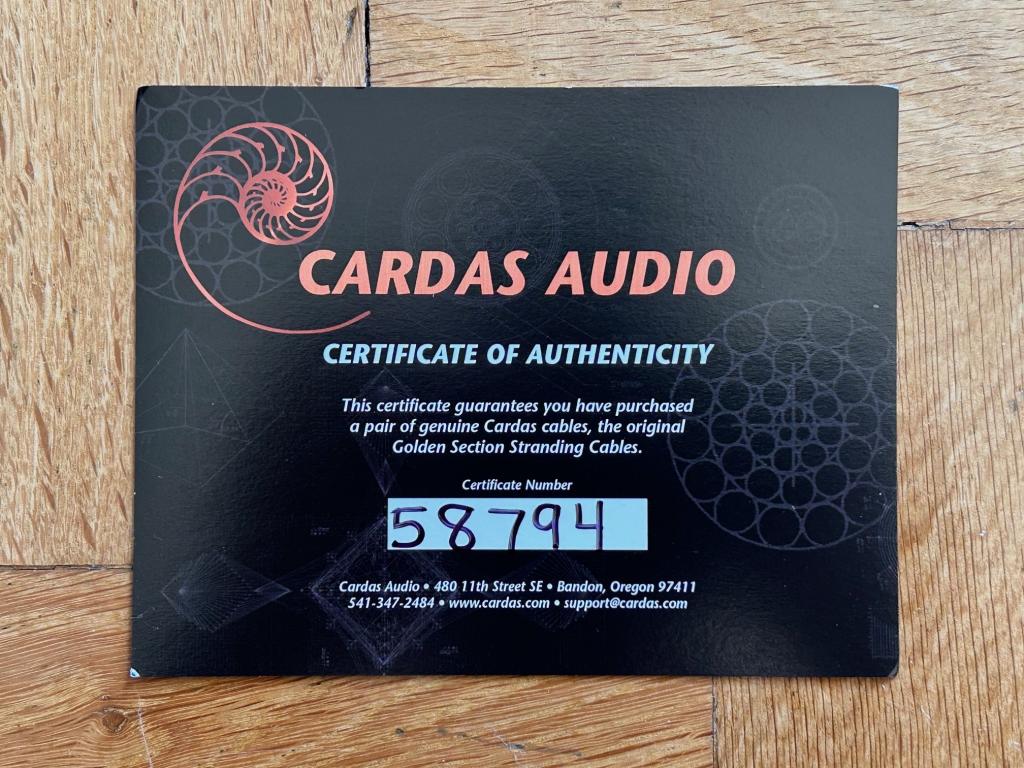 CARDAS AUDIO
CERTIFICATE OF AUTHENTICITY
This certificate guarantees you have purchased
a pair of genuine Cardas cables, the original
Golden Section Stranding Cables.
Certificate Number
58794
Cardas Audio • 480 11th Street SE • Bandon, Oregon 97411
541-347-2484 • www.cardas.com • support@cardas.com